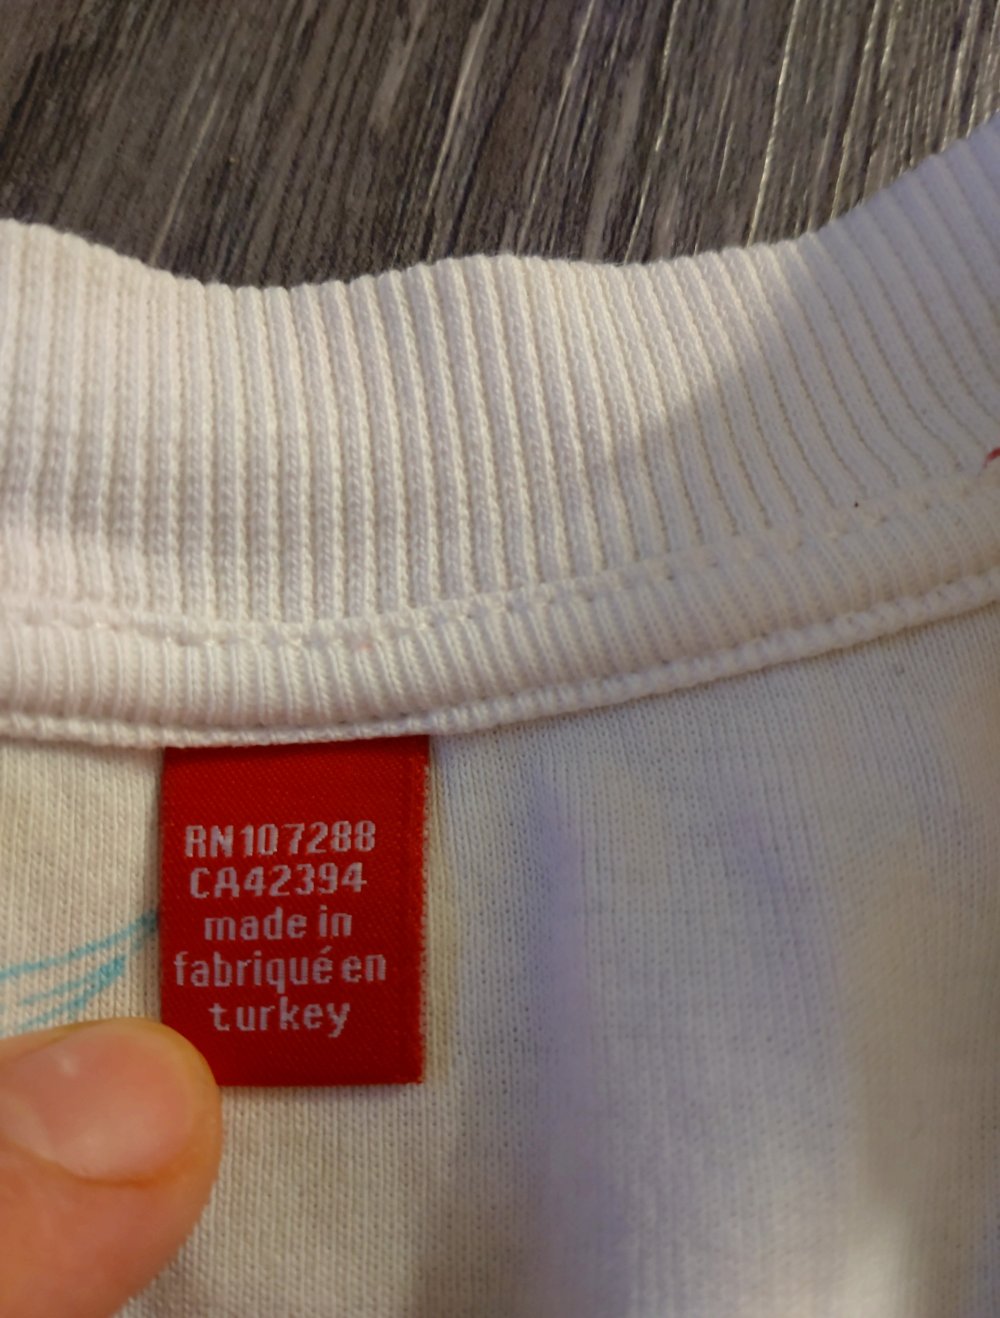 RN107288
CA42394
made in
fabriqué en
turkey